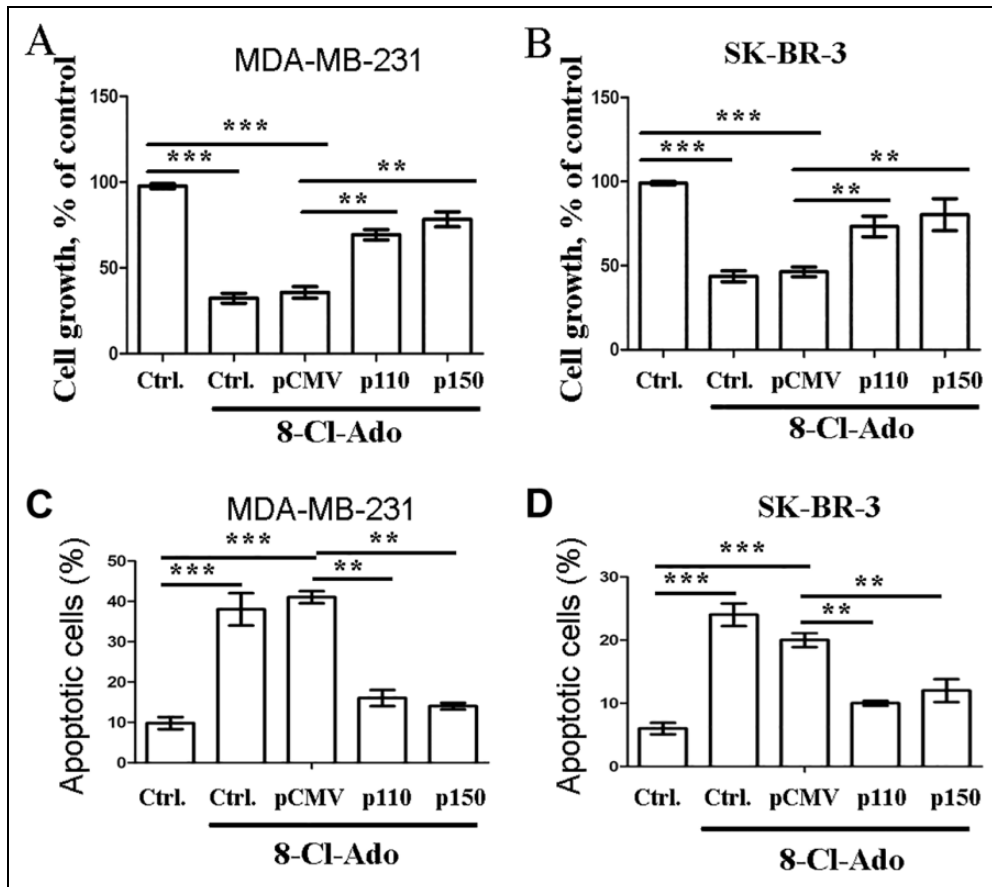 A
MDA-MB-231
Cell growth, % of control
150
100
50
0
***
***
**
**
Ctrl. Ctrl. pCMV p110 p150
8-Cl-Ado
B
SK-BR-3
Cell growth, % of control
150
100
50
0
***
***
**
**
Ctrl. Ctrl. pCMV p110 p150
8-Cl-Ado
C
MDA-MB-231
Apoptotic cells (%)
50
40
30
20
10
0
***
**
***
**
Ctrl. Ctrl. pCMV p110 p150
8-Cl-Ado
D
SK-BR-3
Apoptotic cells (%)
30
20
10
0
***
***
**
**
Ctrl. Ctrl. pCMV p110 p150
8-Cl-Ado